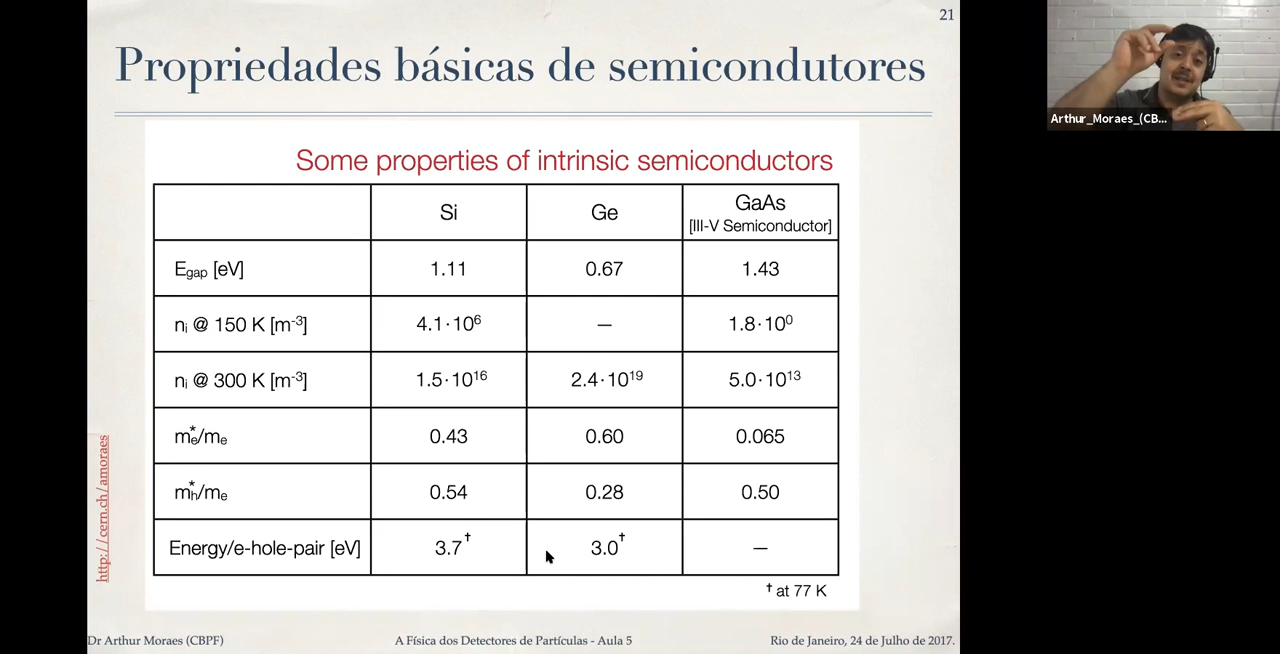 21
Propriedades básicas de semicondutores
Arthur_Moraes_(CB...
Some properties of intrinsic semiconductors
Si Ge GaAs
[III-V Semiconductor]
E_gap [eV] 1.11 0.67 1.43
nᵢ @ 150 K [m⁻³] 4.1·10⁶ — 1.8·10⁰
nᵢ @ 300 K [m⁻³] 1.5·10¹⁶ 2.4·10¹⁹ 5.0·10¹³
mₑ*/mₑ 0.43 0.60 0.065
mₕ*/mₑ 0.54 0.28 0.50
Energy/e-hole-pair [eV] 3.7† 3.0† —
† at 77 K
http://cern.ch/amoraes
Dr Arthur Moraes (CBPF) A Física dos Detectores de Partículas - Aula 5 Rio de Janeiro, 24 de Julho de 2017.